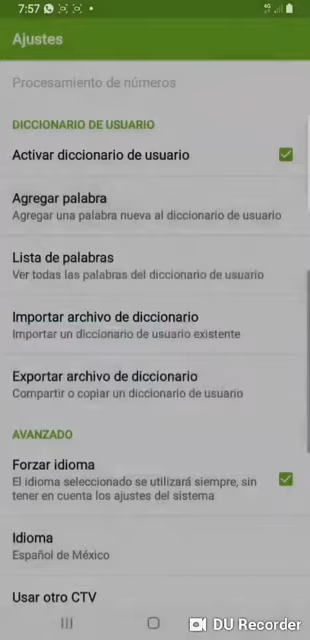 7:57
Ajustes
Procesamiento de números
DICCIONARIO DE USUARIO
Activar diccionario de usuario
Agregar palabra
Agregar una palabra nueva al diccionario de usuario
Lista de palabras
Ver todas las palabras del diccionario de usuario
Importar archivo de diccionario
Importar un diccionario de usuario existente
Exportar archivo de diccionario
Compartir o copiar un diccionario de usuario
AVANZADO
Forzar idioma
El idioma seleccionado se utilizará siempre, sin
tener en cuenta los ajustes del sistema
Idioma
Español de México
Usar otro CTV
DU Recorder